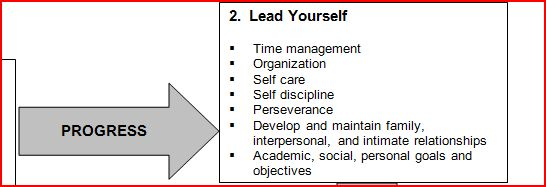 2. Lead Yourself
▪ Time management
▪ Organization
▪ Self care
▪ Self discipline
▪ Perseverance
▪ Develop and maintain family,
interpersonal, and intimate relationships
▪ Academic, social, personal goals and
objectives
PROGRESS